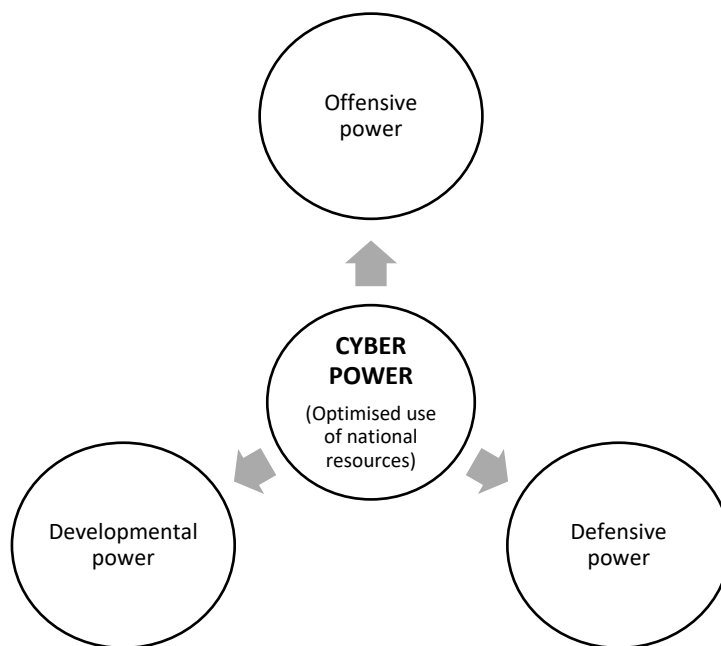 Offensive
power
CYBER
POWER
(Optimised use
of national
resources)
Developmental
power
Defensive
power